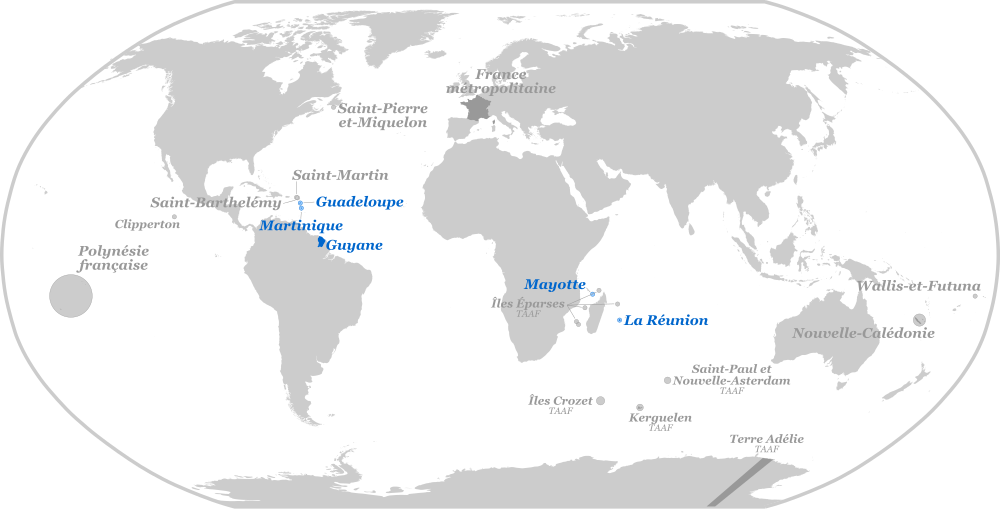 France
métropolitaine
Saint-Pierre
et-Miquelon
Saint-Martin
Saint-Barthelémy
Guadeloupe
Clipperton
Martinique
Guyane
Polynésie
française
Mayotte
Îles Éparses
TAAF
La Réunion
Wallis-et-Futuna
Nouvelle-Calédonie
Saint-Paul et
Nouvelle-Asterdam
TAAF
Îles Crozet
TAAF
Kerguelen
TAAF
Terre Adélie
TAAF